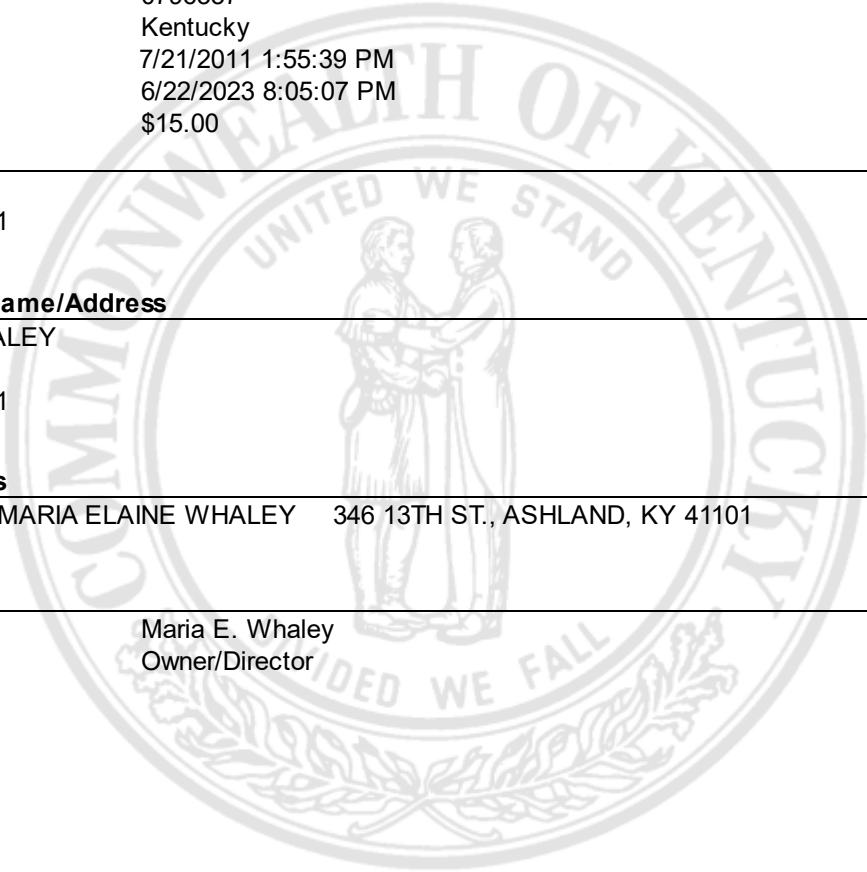 Kentucky
7/21/2011 1:55:39 PM
6/22/2023 8:05:07 PM
$15.00
1
ame/Address
ALEY
1
s
MARIA ELAINE WHALEY 346 13TH ST., ASHLAND, KY 41101
Maria E. Whaley
Owner/Director
COMMONWEALTH OF KENTUCKY
UNITED WE STAND
DIVIDED WE FALL